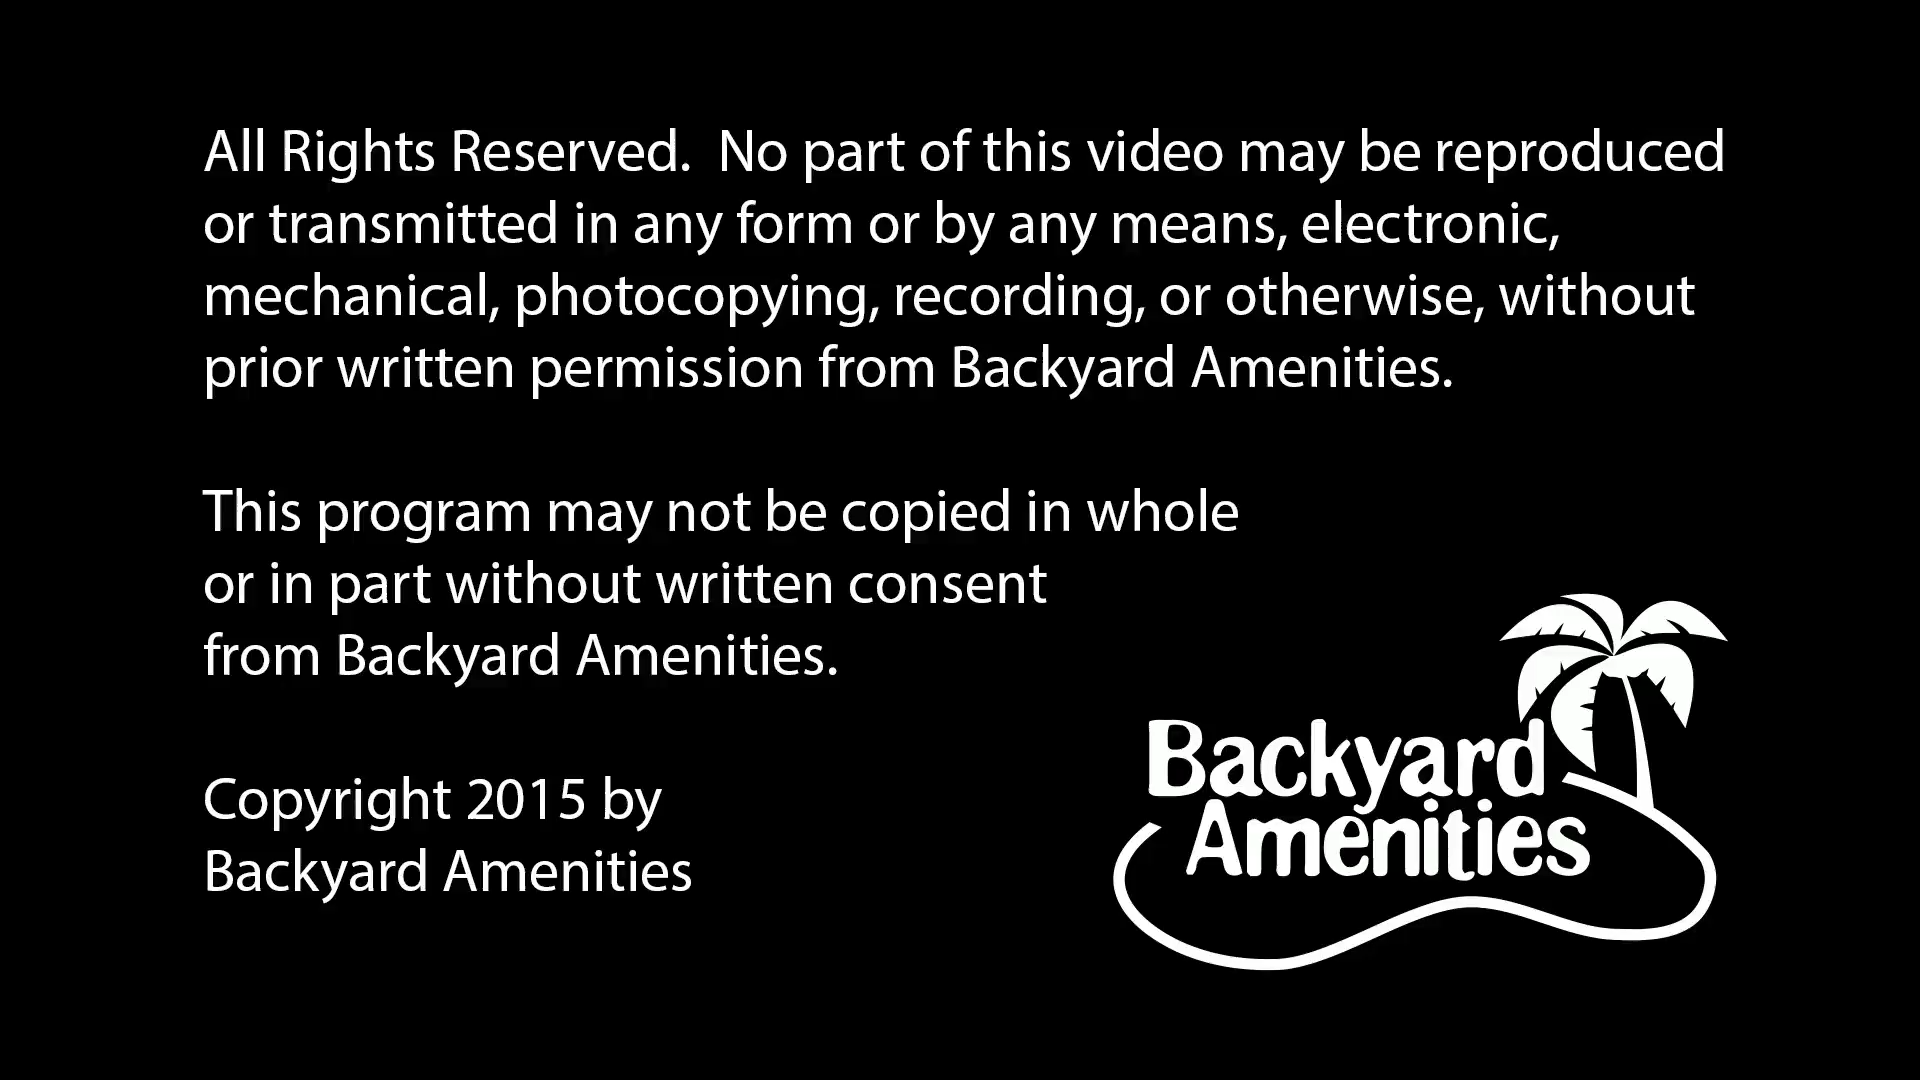 All Rights Reserved.  No part of this video may be reproduced
or transmitted in any form or by any means, electronic,
mechanical, photocopying, recording, or otherwise, without
prior written permission from Backyard Amenities.
This program may not be copied in whole
or in part without written consent
from Backyard Amenities.
Copyright 2015 by
Backyard Amenities
Backyard
Amenities